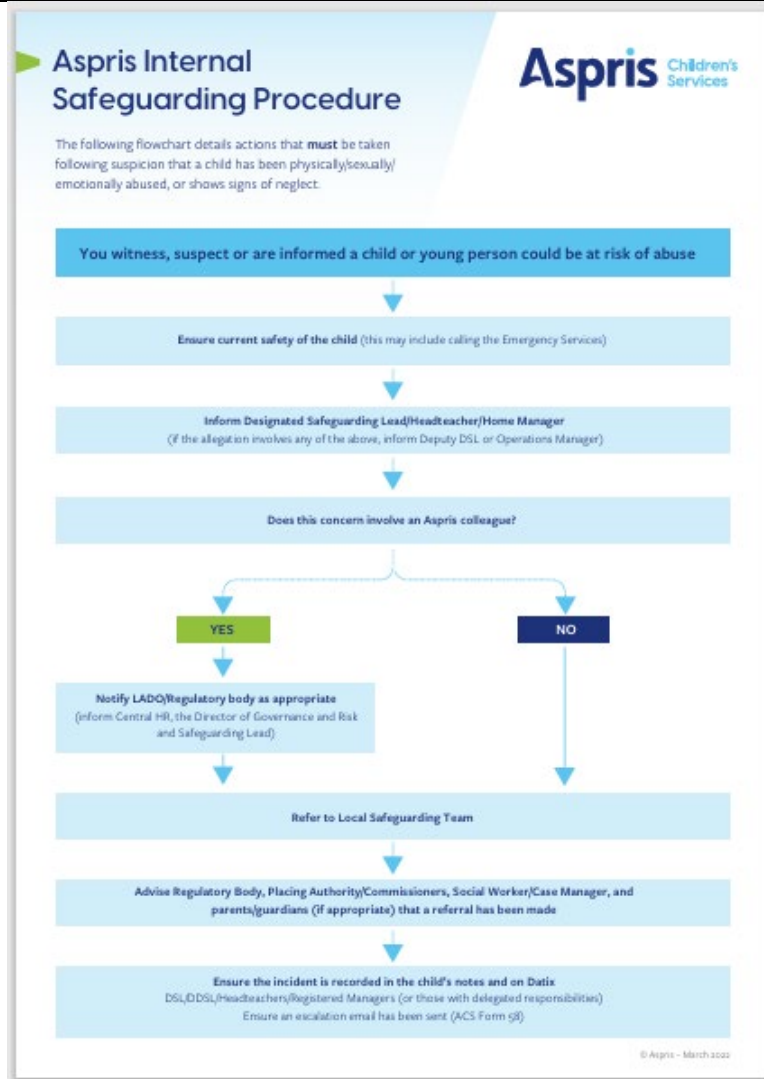 Aspris Internal
Safeguarding Procedure
Aspris Children's
Services
The following flowchart details actions that must be taken
following suspicion that a child has been physically/sexually/
emotionally abused, or shows signs of neglect.
You witness, suspect or are informed a child or young person could be at risk of abuse
Ensure current safety of the child (this may include calling the Emergency Services)
Inform Designated Safeguarding Lead/Headteacher/Home Manager
(if the allegation involves any of the above, inform Deputy DSL or Operations Manager)
Does this concern involve an Aspris colleague?
YES
NO
Notify LADO/Regulatory body as appropriate
(inform Central HR, the Director of Governance and Risk
and Safeguarding Lead)
Refer to Local Safeguarding Team
Advise Regulatory Body, Placing Authority/Commissioners, Social Worker/Case Manager, and
parents/guardians (if appropriate) that a referral has been made
Ensure the incident is recorded in the child's notes and on Datix
DSL/DDSL/Headteachers/Registered Managers (or those with delegated responsibilities)
Ensure an escalation email has been sent (ACS Form 58)
© Aspris – March 2022